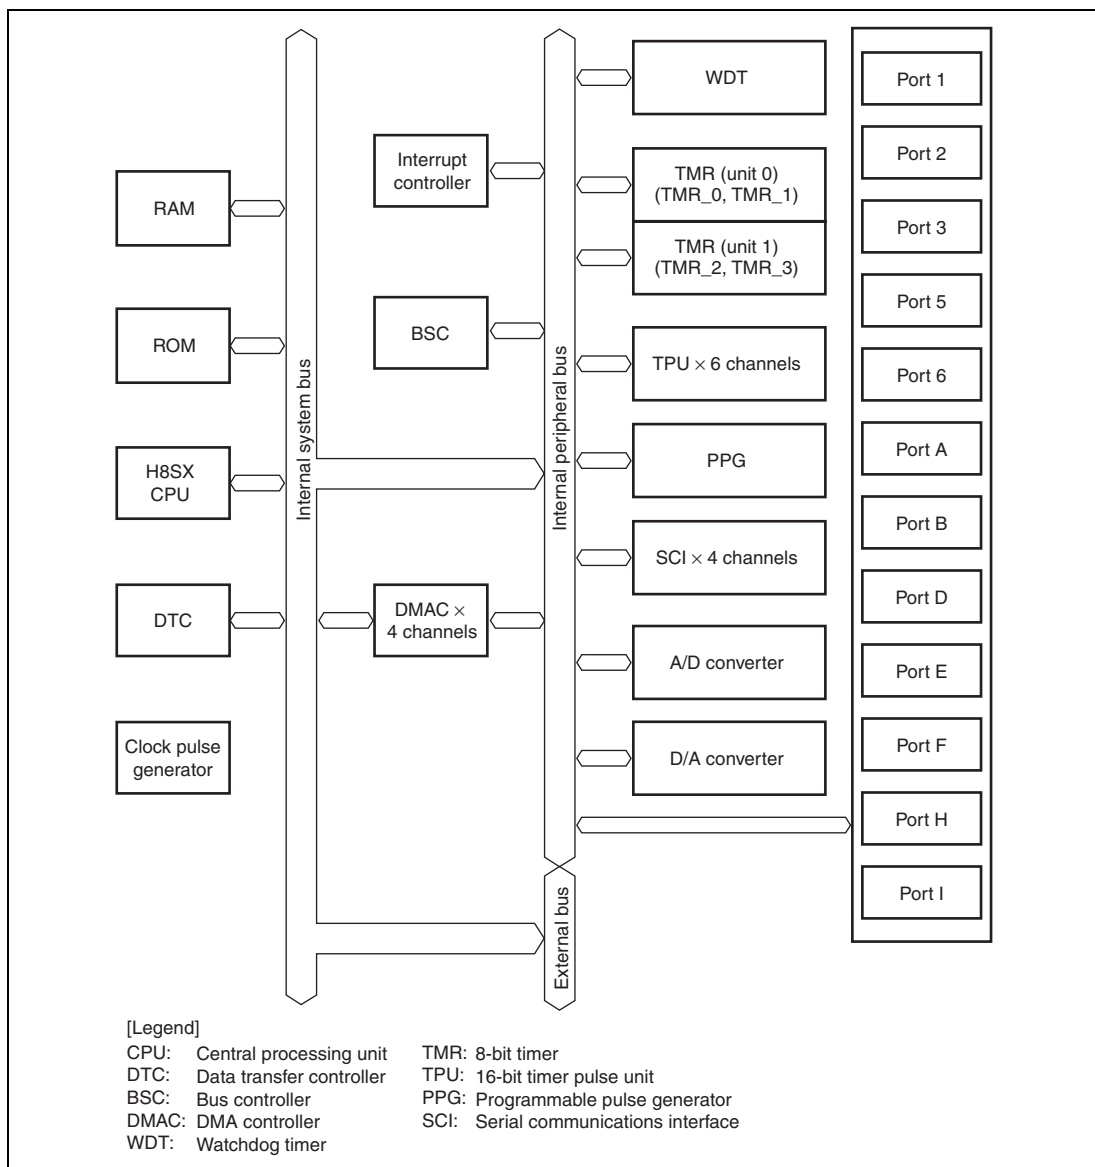 RAM
ROM
H8SX
CPU
DTC
Clock pulse
generator
Internal system bus
Interrupt
controller
BSC
DMAC ×
4 channels
Internal peripheral bus
External bus
WDT
TMR (unit 0)
(TMR_0, TMR_1)
TMR (unit 1)
(TMR_2, TMR_3)
TPU × 6 channels
PPG
SCI × 4 channels
A/D converter
D/A converter
Port 1
Port 2
Port 3
Port 5
Port 6
Port A
Port B
Port D
Port E
Port F
Port H
Port I
[Legend]
CPU: Central processing unit
DTC: Data transfer controller
BSC: Bus controller
DMAC: DMA controller
WDT: Watchdog timer
TMR: 8-bit timer
TPU: 16-bit timer pulse unit
PPG: Programmable pulse generator
SCI: Serial communications interface